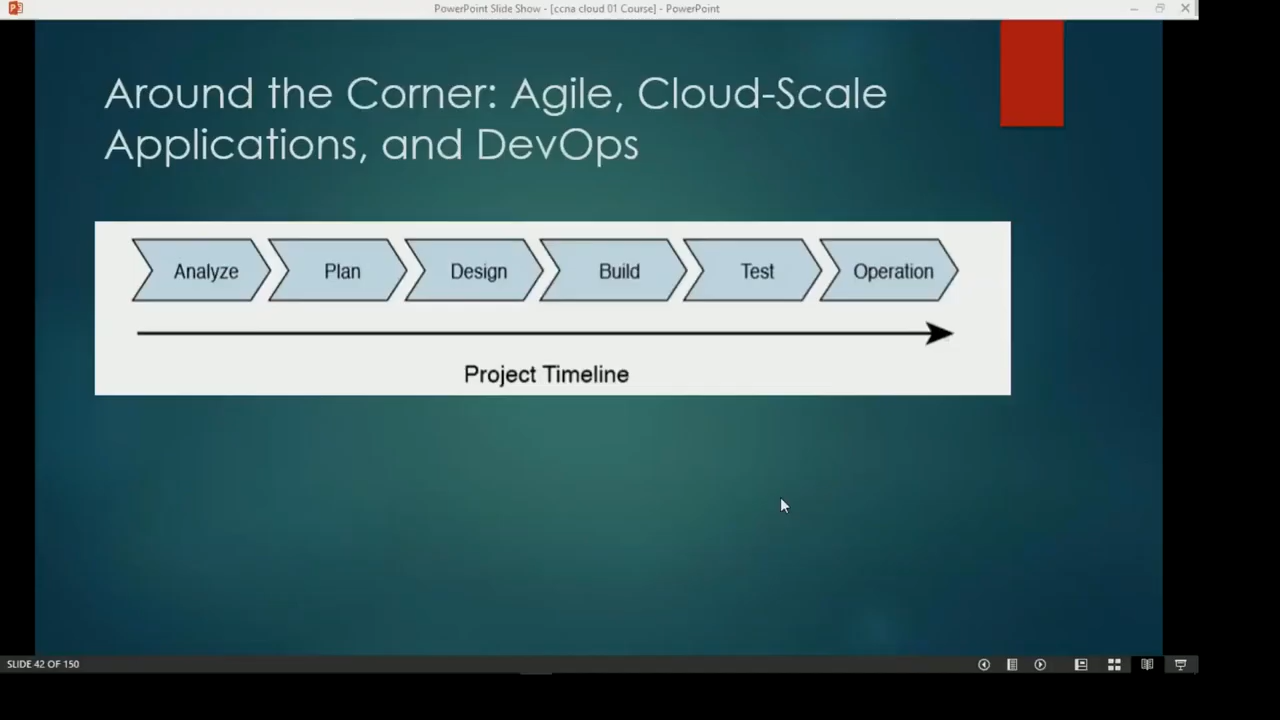 PowerPoint Slide Show - [ccna cloud 01 Course] - PowerPoint
Around the Corner: Agile, Cloud-Scale
Applications, and DevOps
Analyze Plan Design Build Test Operation
Project Timeline
SLIDE 42 OF 150